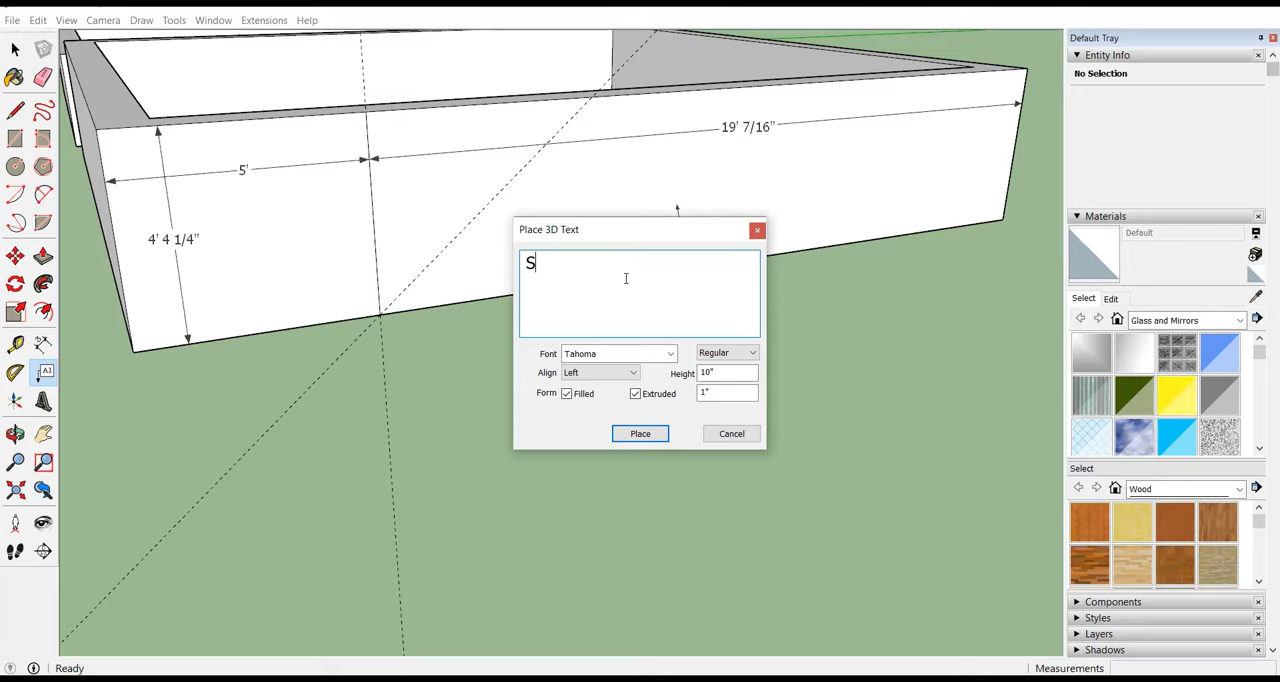 File Edit View Camera Draw Tools Window Extensions Help
Default Tray
Entity Info
No Selection
19' 7/16"
5'
4' 4 1/4"
Materials
Default
Select Edit
Glass and Mirrors
Place 3D Text
S
Font Tahoma Regular
Align Left Height 10"
Form Filled Extruded 1"
Place Cancel
A1
Select
Wood
Components
Styles
Layers
Shadows
Ready
Measurements